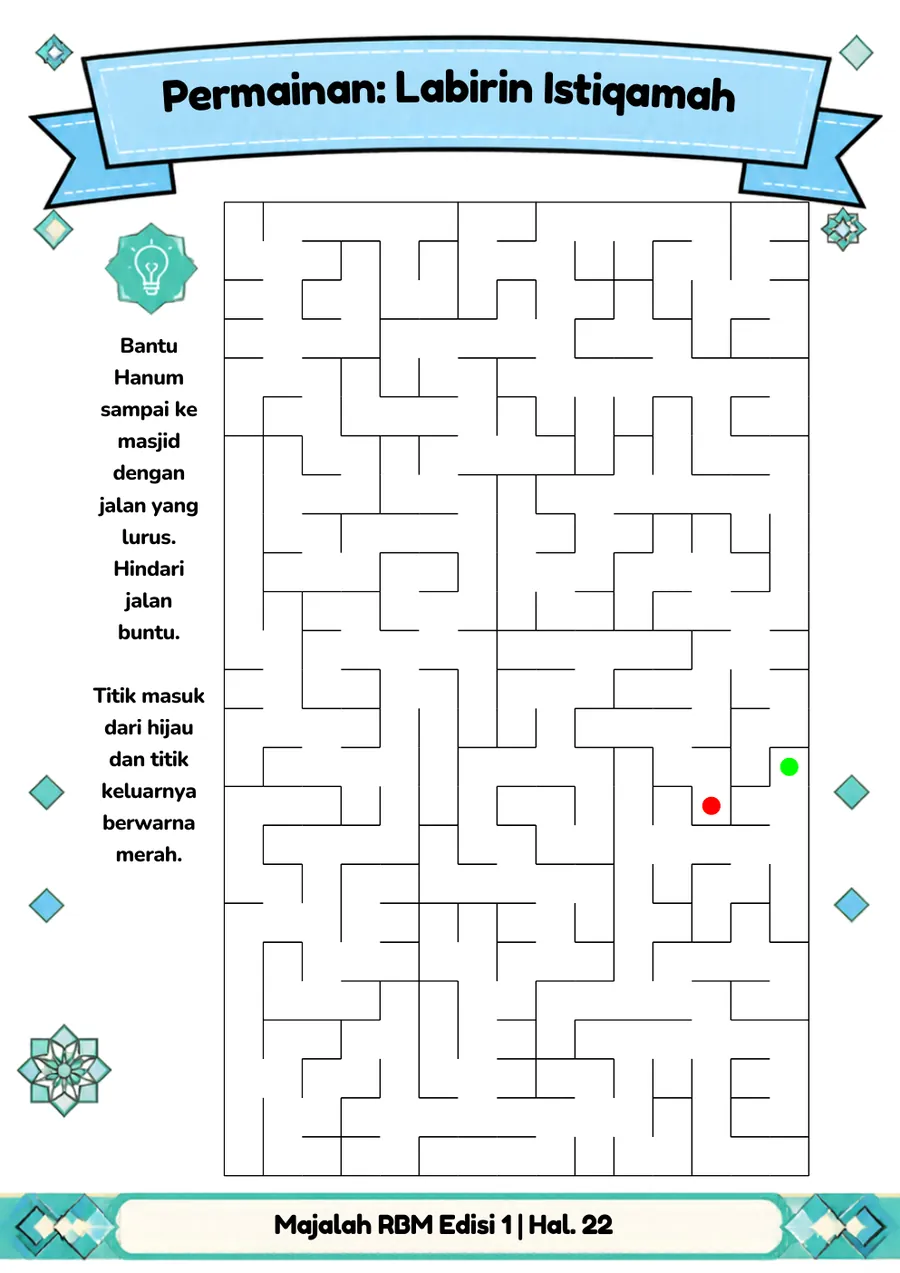 Permainan: Labirin Istiqamah
Bantu
Hanum
sampai ke
masjid
dengan
jalan yang
lurus.
Hindari
jalan
buntu.
Titik masuk
dari hijau
dan titik
keluarnya
berwarna
merah.
Majalah RBM Edisi 1 | Hal. 22